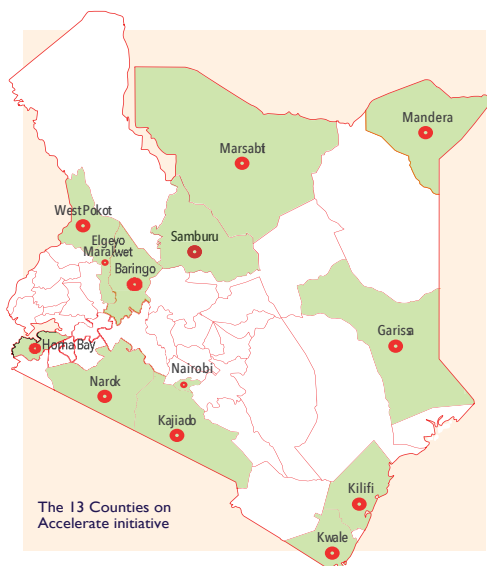 Mandera
Marsabit
West Pokot
Elgeyo
Marakwet
Samburu
Baringo
Garissa
Homa Bay
Nairobi
Narok
Kajiado
Kilifi
The 13 Counties on
Accelerate initiative
Kwale